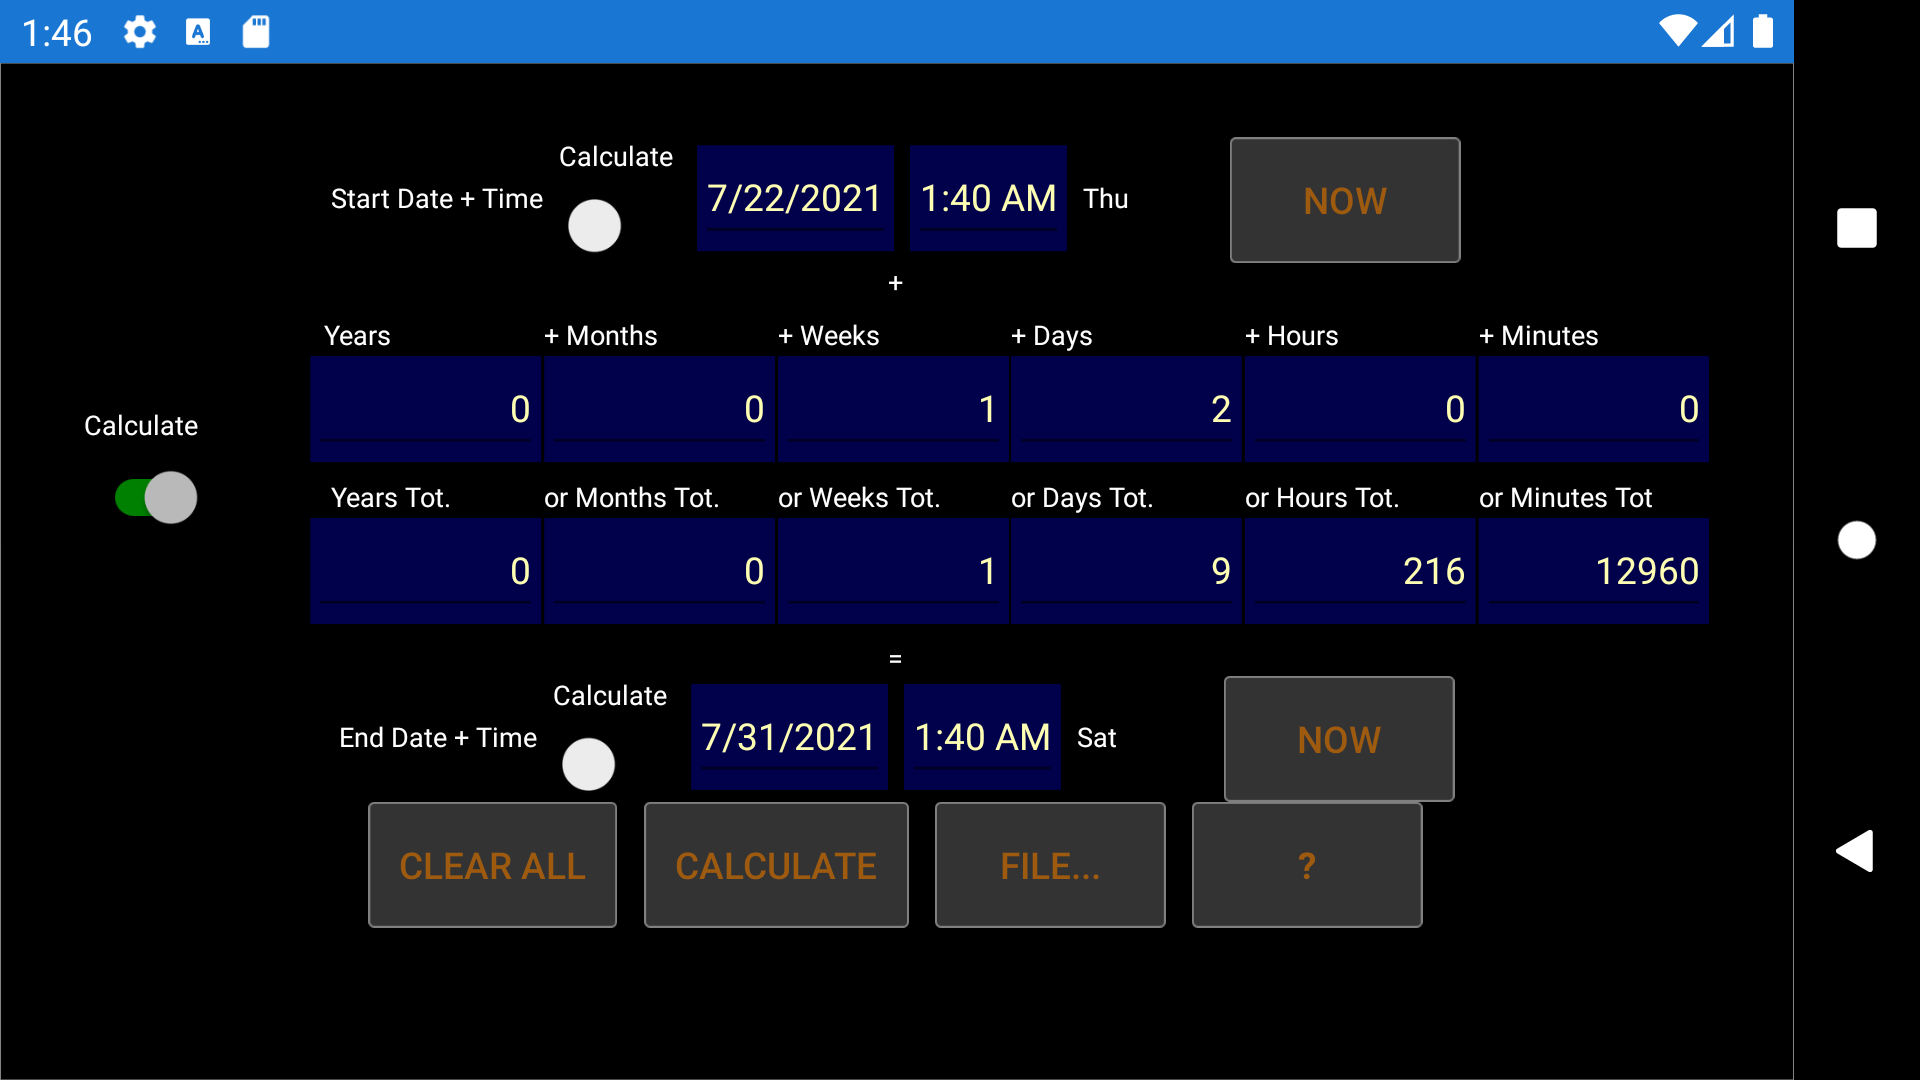 1:46
Calculate
Start Date + Time 7/22/2021 1:40 AM Thu NOW
+
Years + Months + Weeks + Days + Hours + Minutes
0 0 1 2 0 0
Calculate
Years Tot. or Months Tot. or Weeks Tot. or Days Tot. or Hours Tot. or Minutes Tot
0 0 1 9 216 12960
=
Calculate
End Date + Time 7/31/2021 1:40 AM Sat NOW
CLEAR ALL CALCULATE FILE... ?